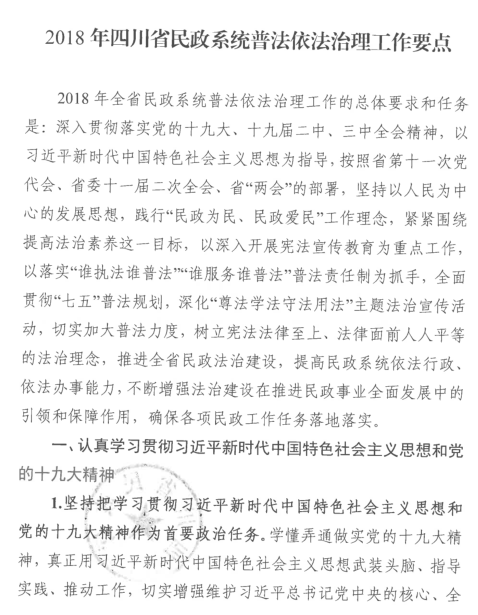 2018 年四川省民政系统普法依法治理工作要点
2018 年全省民政系统普法依法治理工作的总体要求和任务
是：深入贯彻落实党的十九大、十九届二中、三中全会精神，以
习近平新时代中国特色社会主义思想为指导，按照省第十一次党
代会、省委十一届二次全会、省“两会”的部署，坚持以人民为中
心的发展思想，践行“民政为民、民政爱民”工作理念，紧紧围绕
提高法治素养这一目标，以深入开展宪法宣传教育为重点工作，
以落实“谁执法谁普法”“谁服务谁普法”普法责任制为抓手，全面
贯彻“七五”普法规划，深化“尊法学法守法用法”主题法治宣传活
动，切实加大普法力度，树立宪法法律至上、法律面前人人平等
的法治理念，推进全省民政法治建设，提高民政系统依法行政、
依法办事能力，不断增强法治建设在推进民政事业全面发展中的
引领和保障作用，确保各项民政工作任务落地落实。
一、认真学习贯彻习近平新时代中国特色社会主义思想和党
的十九大精神
1.坚持把学习贯彻习近平新时代中国特色社会主义思想和
党的十九大精神作为首要政治任务。学懂弄通做实党的十九大精
神，真正用习近平新时代中国特色社会主义思想武装头脑、指导
实践、推动工作，切实增强维护习近平总书记党中央的核心、全